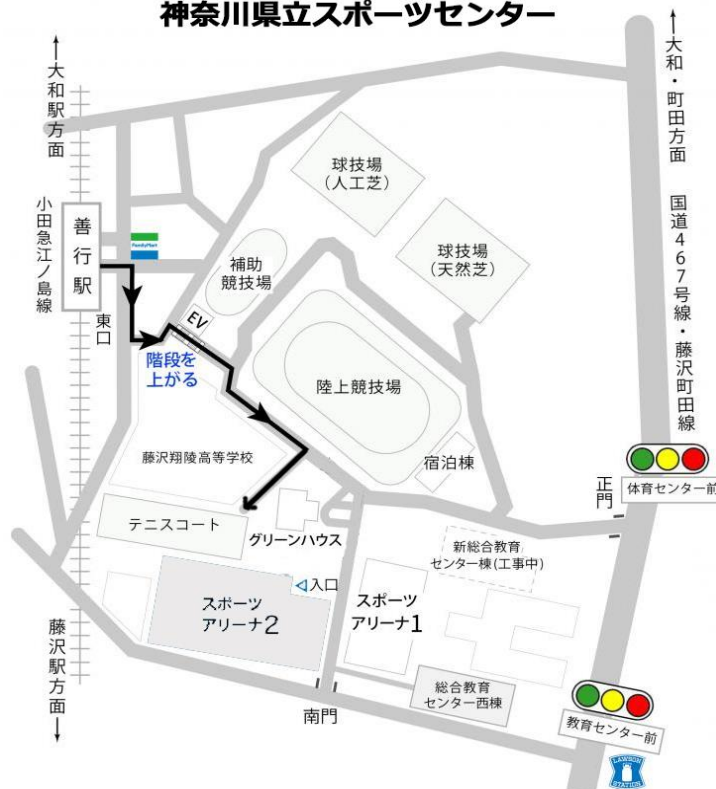 神奈川県立スポーツセンター
←大和駅方面
←大和・町田方面
国道467号線・藤沢町田線
小田急江ノ島線
善行駅
FamilyMart
東口
球技場
(人工芝)
球技場
(天然芝)
補助
競技場
EV
階段を
上がる
陸上競技場
藤沢翔陵高等学校
宿泊棟
正門
体育センター前
テニスコート
グリーンハウス
新総合教育
センター棟(工事中)
入口
スポーツ
アリーナ2
スポーツ
アリーナ1
藤沢駅方面→
総合教育
センター西棟
南門
教育センター前
LAWSON
STATION